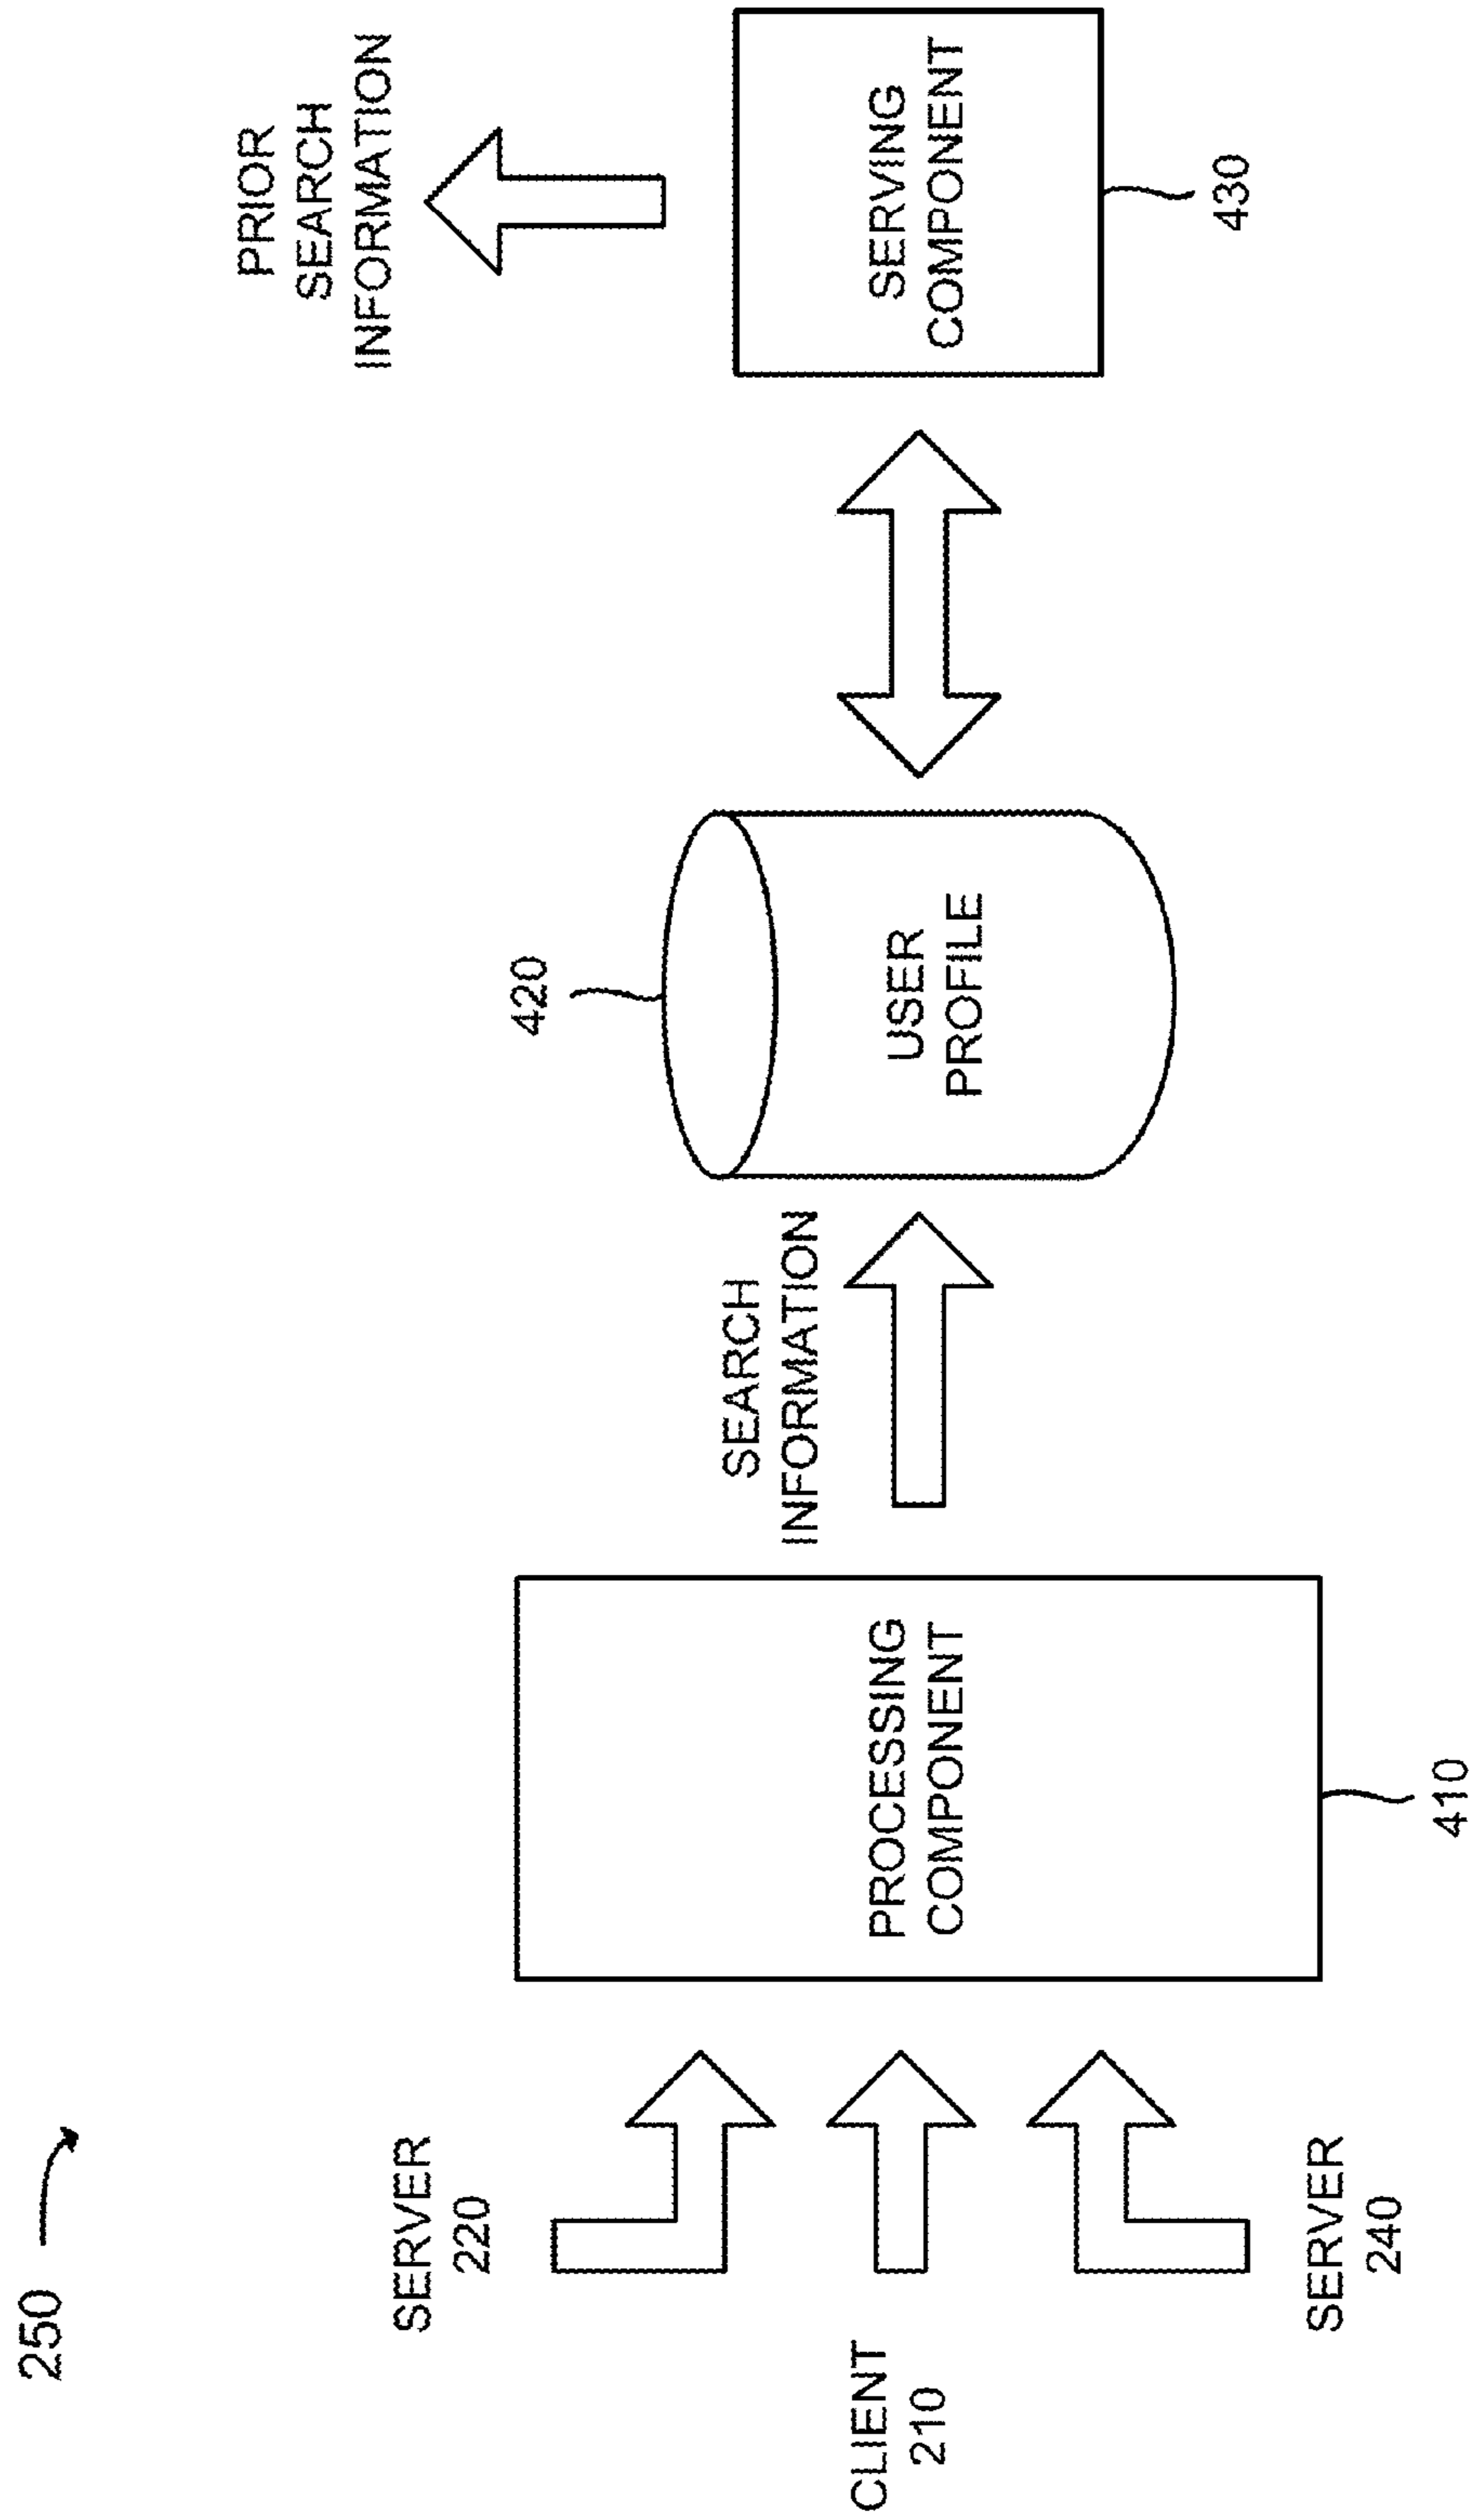 250
SERVER
220
CLIENT
210
SERVER
240
PROCESSING
COMPONENT
410
SEARCH
INFORMATION
420
USER
PROFILE
PRIOR
SEARCH
INFORMATION
SERVING
COMPONENT
430